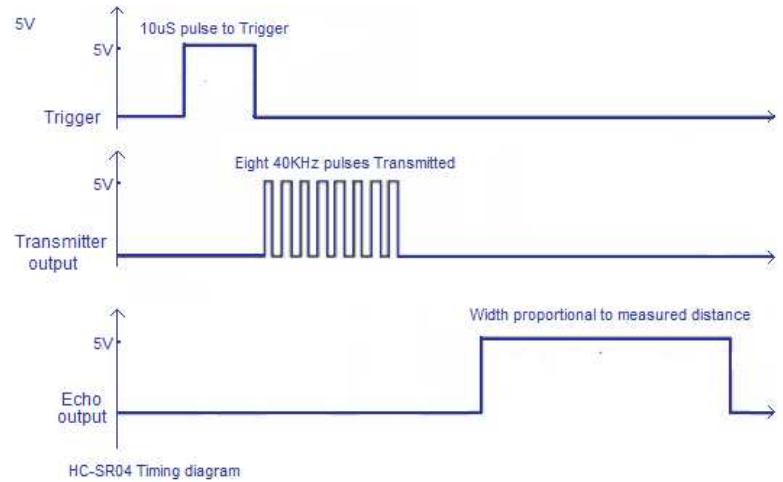 5V
10uS pulse to Trigger
5V
Trigger
Eight 40KHz pulses Transmitted
5V
Transmitter
output
Width proportional to measured distance
5V
Echo
output
HC-SR04 Timing diagram